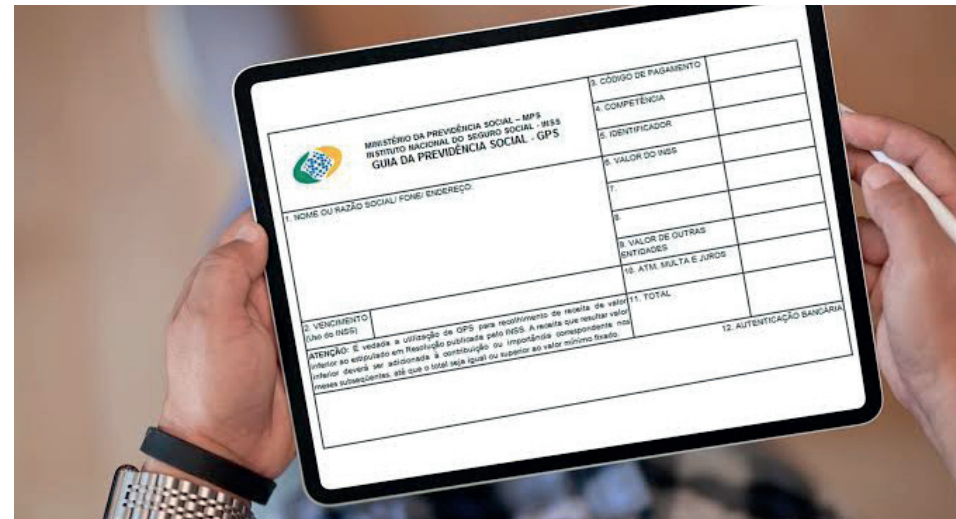 MINISTÉRIO DA PREVIDÊNCIA SOCIAL – MPS
INSTITUTO NACIONAL DO SEGURO SOCIAL - INSS
GUIA DA PREVIDÊNCIA SOCIAL - GPS
1. NOME OU RAZÃO SOCIAL/ FONE/ ENDEREÇO:
2. VENCIMENTO
(Uso do INSS)
ATENÇÃO: É vedada a utilização de GPS para recolhimento de receita de valor
inferior ao estipulado em Resolução publicada pelo INSS. A receita que resultar valor
inferior deverá ser adicionada à contribuição ou importância correspondente nos
meses subseqüentes, até que o total seja igual ou superior ao valor mínimo fixado.
3. CÓDIGO DE PAGAMENTO
4. COMPETÊNCIA
5. IDENTIFICADOR
6. VALOR DO INSS
7.
8.
9. VALOR DE OUTRAS
ENTIDADES
10. ATM. MULTA E JUROS
11. TOTAL
12. AUTENTICAÇÃO BANCÁRIA